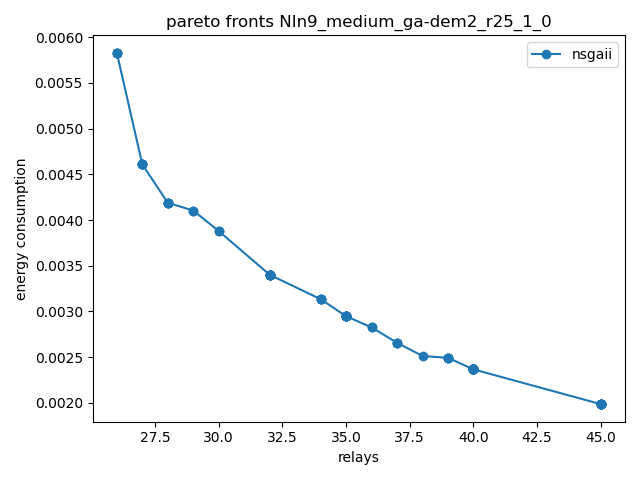 pareto fronts NIn9_medium_ga-dem2_r25_1_0
nsgaii
0.0060
0.0055
0.0050
0.0045
0.0040
0.0035
0.0030
0.0025
0.0020
energy consumption
27.5 30.0 32.5 35.0 37.5 40.0 42.5 45.0
relays